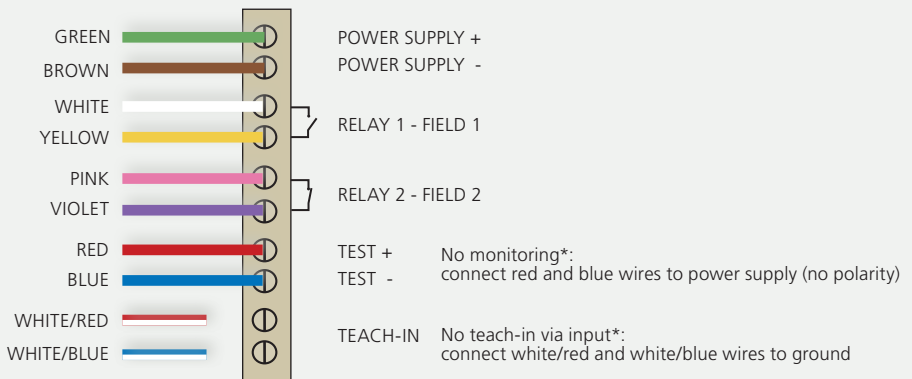 GREEN POWER SUPPLY +
BROWN POWER SUPPLY -
WHITE
YELLOW
RELAY 1 - FIELD 1
PINK
VIOLET
RELAY 2 - FIELD 2
RED TEST + No monitoring*:
BLUE TEST - connect red and blue wires to power supply (no polarity)
WHITE/RED
WHITE/BLUE
TEACH-IN No teach-in via input*:
connect white/red and white/blue wires to ground